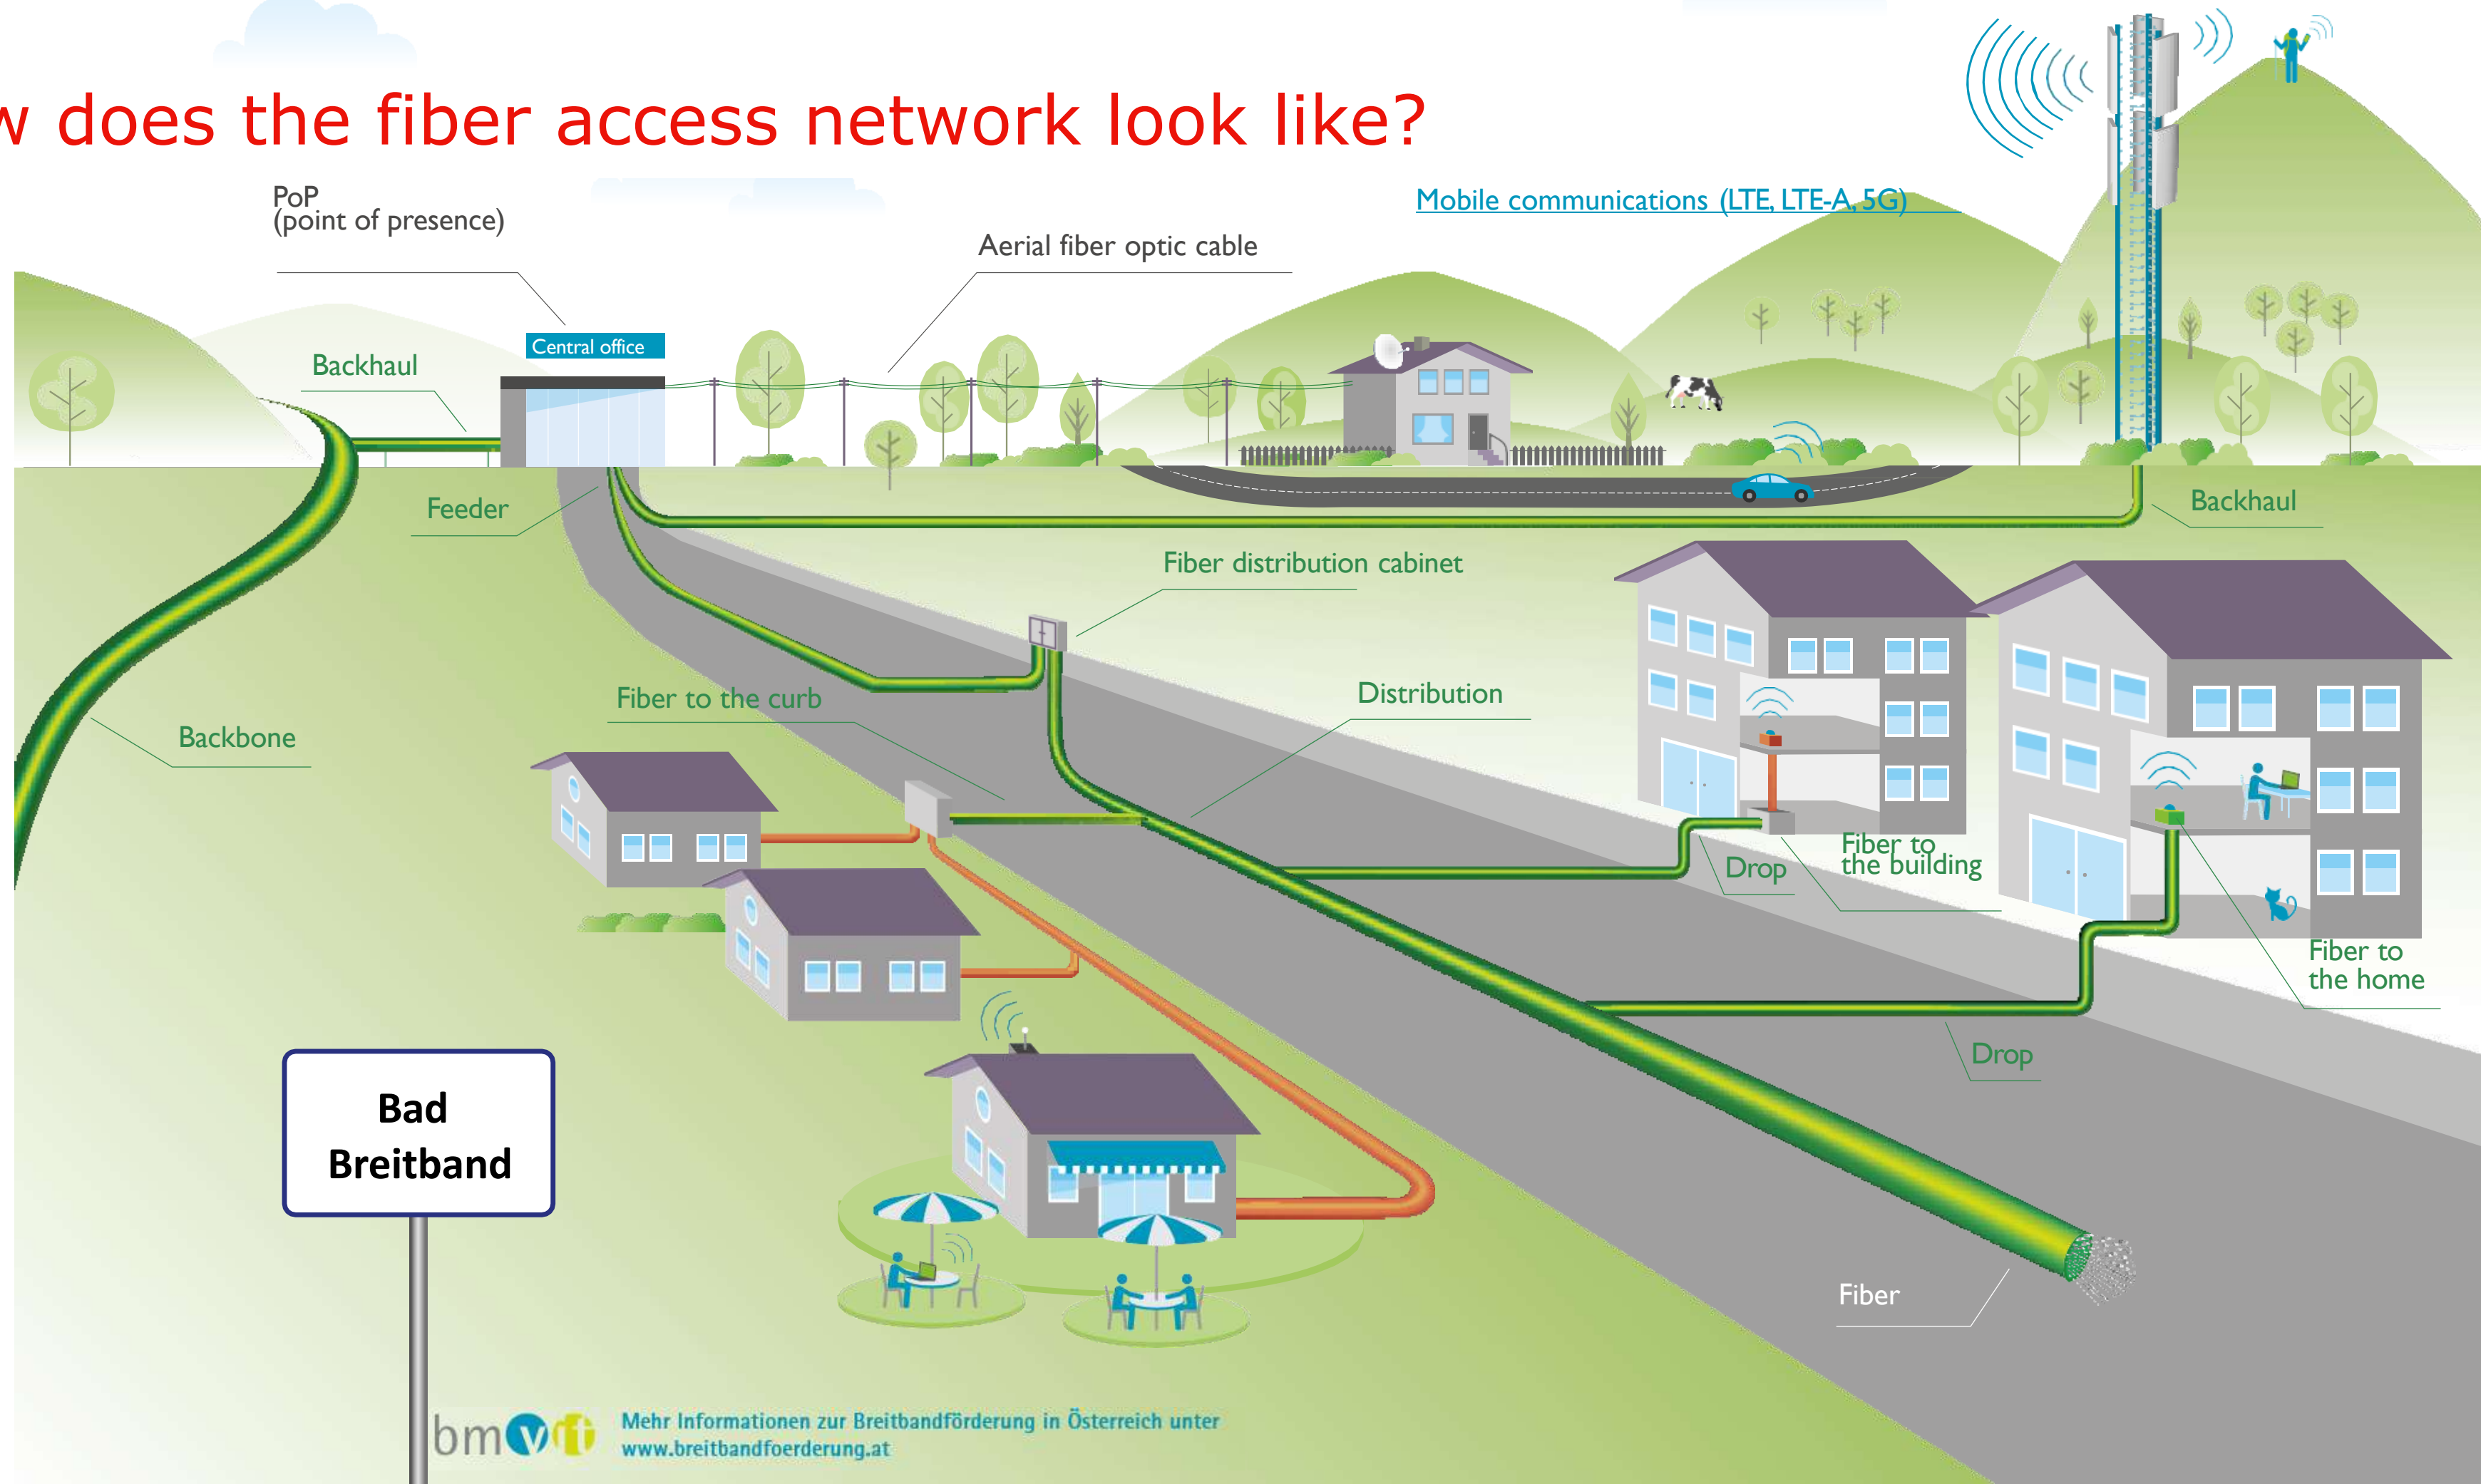 w does the fiber access network look like?
PoP
(point of presence)
Mobile communications (LTE, LTE-A, 5G)
Aerial fiber optic cable
Central office
Backhaul
Feeder
Backhaul
Fiber distribution cabinet
Fiber to the curb
Distribution
Backbone
Drop
Fiber to
the building
Fiber to
the home
Drop
Bad
Breitband
Fiber
bmvit
Mehr Informationen zur Breitbandförderung in Österreich unter
www.breitbandfoerderung.at